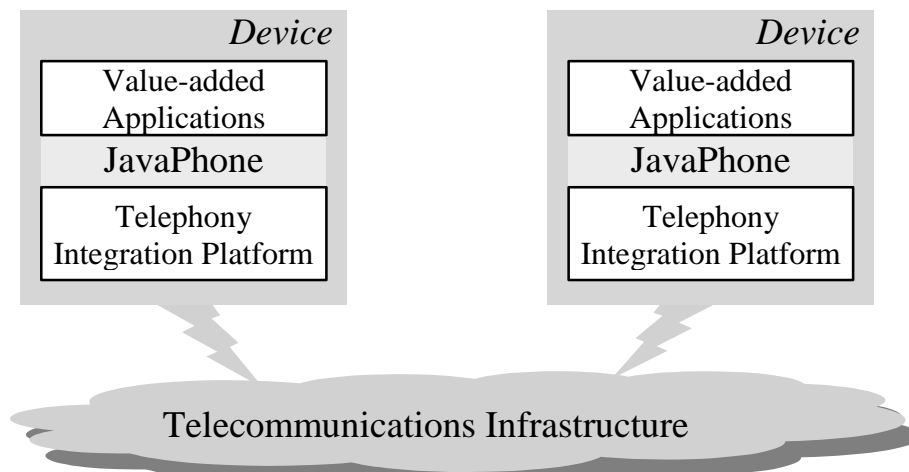 Device
Value-added
Applications
JavaPhone
Telephony
Integration Platform
Device
Value-added
Applications
JavaPhone
Telephony
Integration Platform
Telecommunications Infrastructure